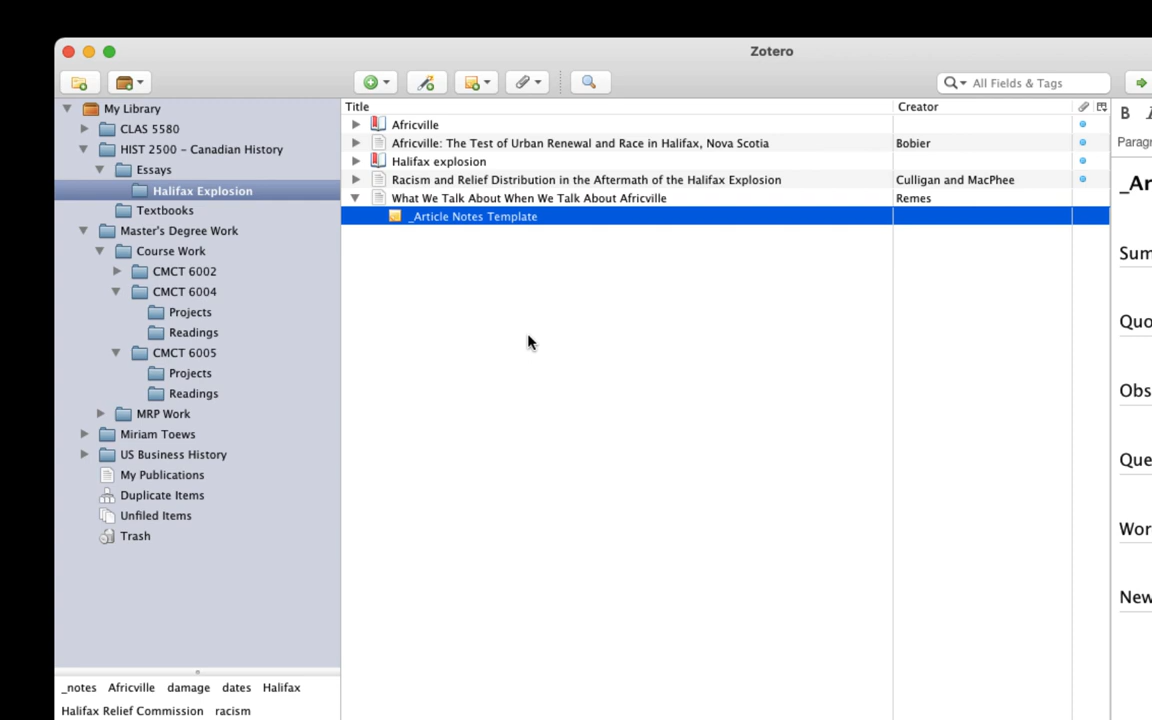 Zotero
All Fields & Tags
My Library
CLAS 5580
HIST 2500 - Canadian History
Essays
Halifax Explosion
Textbooks
Master's Degree Work
Course Work
CMCT 6002
CMCT 6004
Projects
Readings
CMCT 6005
Projects
Readings
MRP Work
Miriam Toews
US Business History
My Publications
Duplicate Items
Unfiled Items
Trash
_notes Africville damage dates Halifax
Halifax Relief Commission racism
Title Creator
Africville
Africville: The Test of Urban Renewal and Race in Halifax, Nova Scotia Bobier
Halifax explosion
Racism and Relief Distribution in the Aftermath of the Halifax Explosion Culligan and MacPhee
What We Talk About When We Talk About Africville Remes
_Article Notes Template
B I
Paragr
_Ar
Sum
Quo
Obs
Que
Wor
New